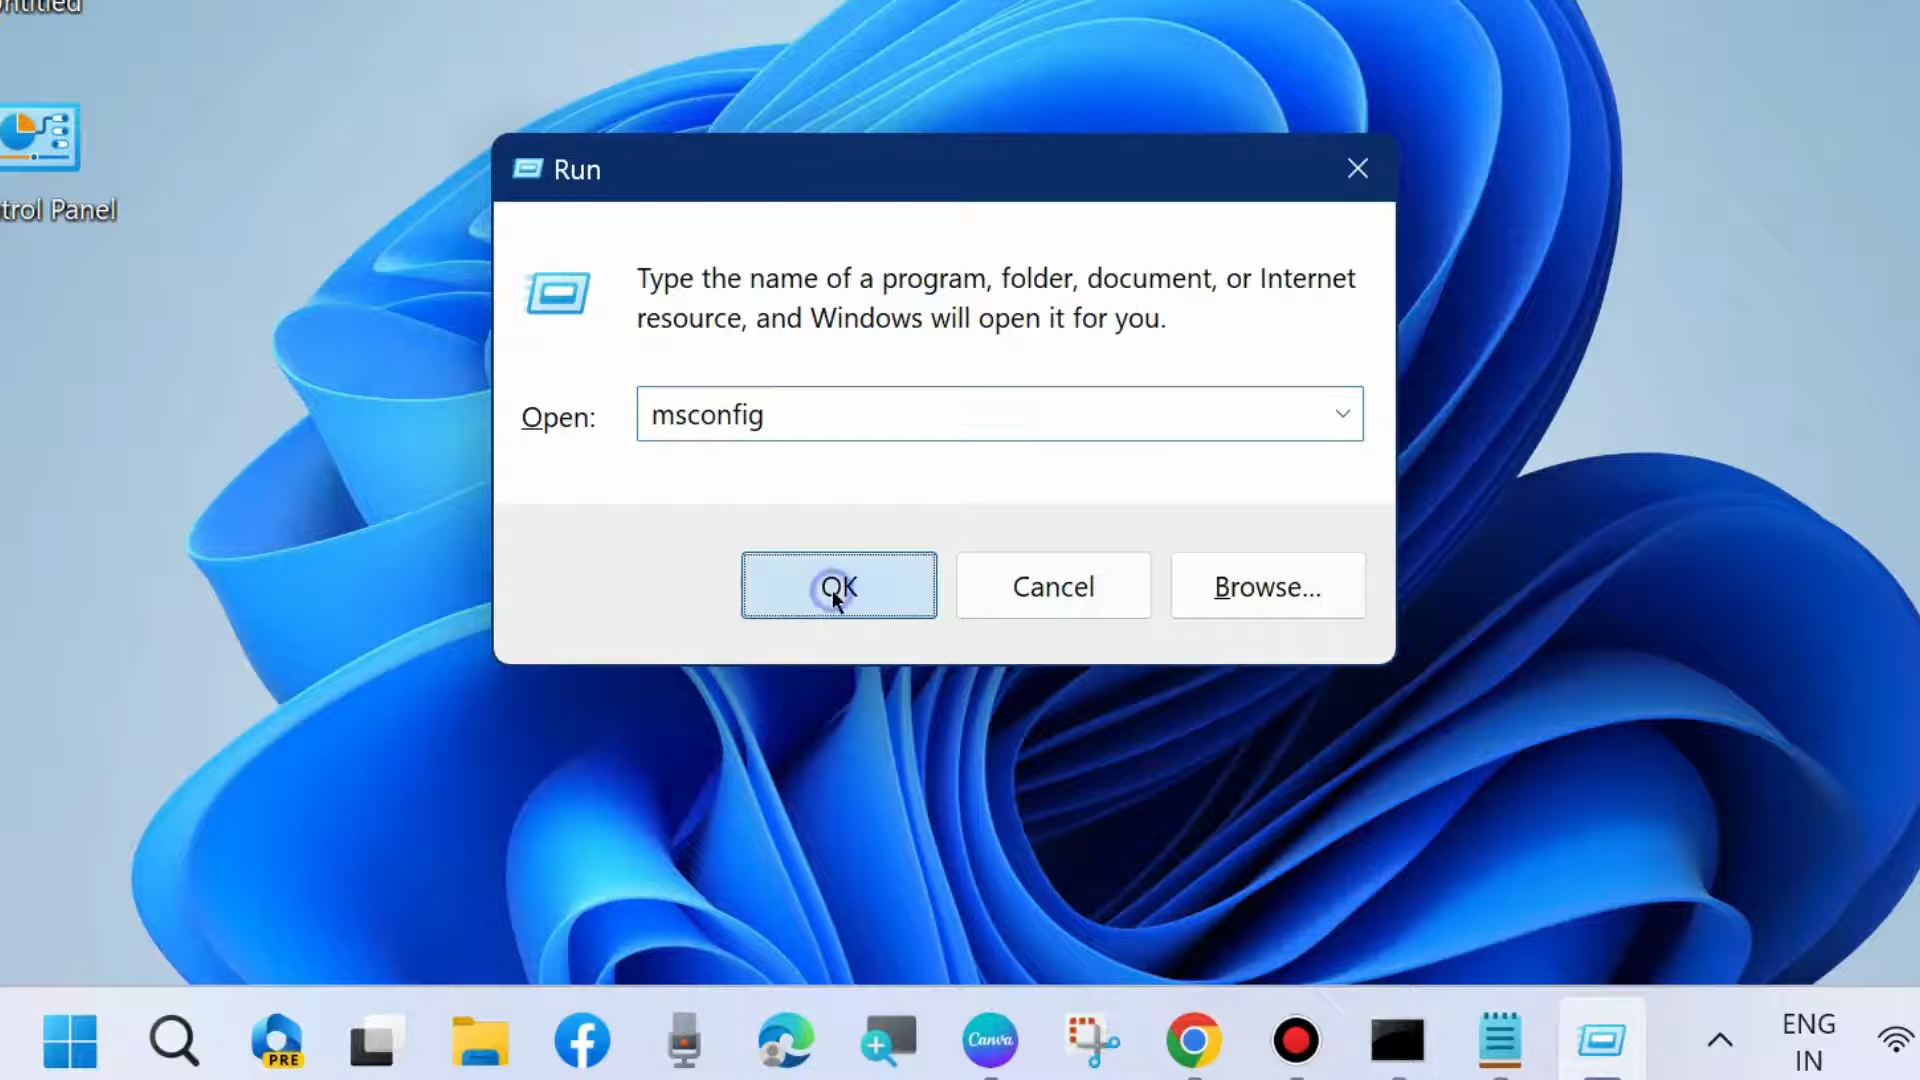 trol Panel
Run
Type the name of a program, folder, document, or Internet
resource, and Windows will open it for you.
Open: msconfig
OK Cancel Browse...
PRE
Canva
ENG
IN